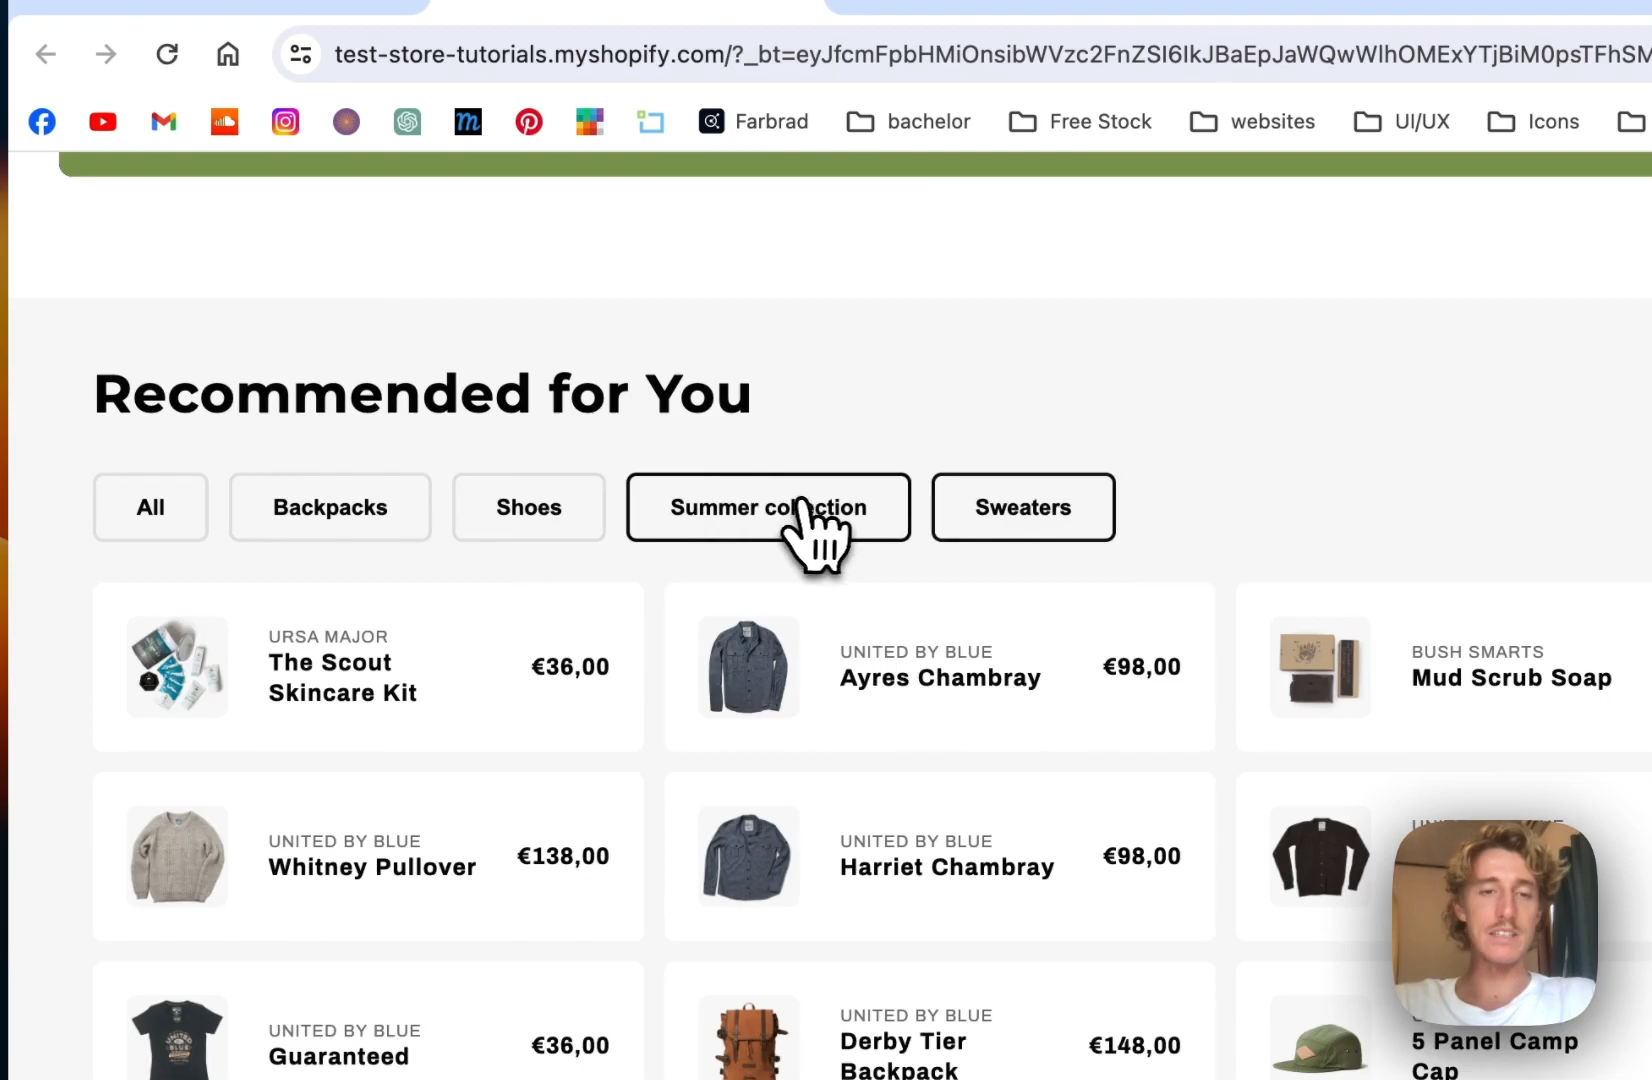 test-store-tutorials.myshopify.com/?_bt=eyJfcmFpbHMiOnsibWVzc2FnZSI6IkJBaEpJaWQwWlhOMExYTjBiM0psTFhSM
Farbrad bachelor Free Stock websites UI/UX Icons
Recommended for You
All Backpacks Shoes Summer collection Sweaters
URSA MAJOR
The Scout
Skincare Kit
€36,00
UNITED BY BLUE
Ayres Chambray
€98,00
BUSH SMARTS
Mud Scrub Soap
UNITED BY BLUE
Whitney Pullover
€138,00
UNITED BY BLUE
Harriet Chambray
€98,00
UNITED BY BLUE
Guaranteed
€36,00
UNITED BY BLUE
Derby Tier
Backpack
€148,00
5 Panel Camp
Cap